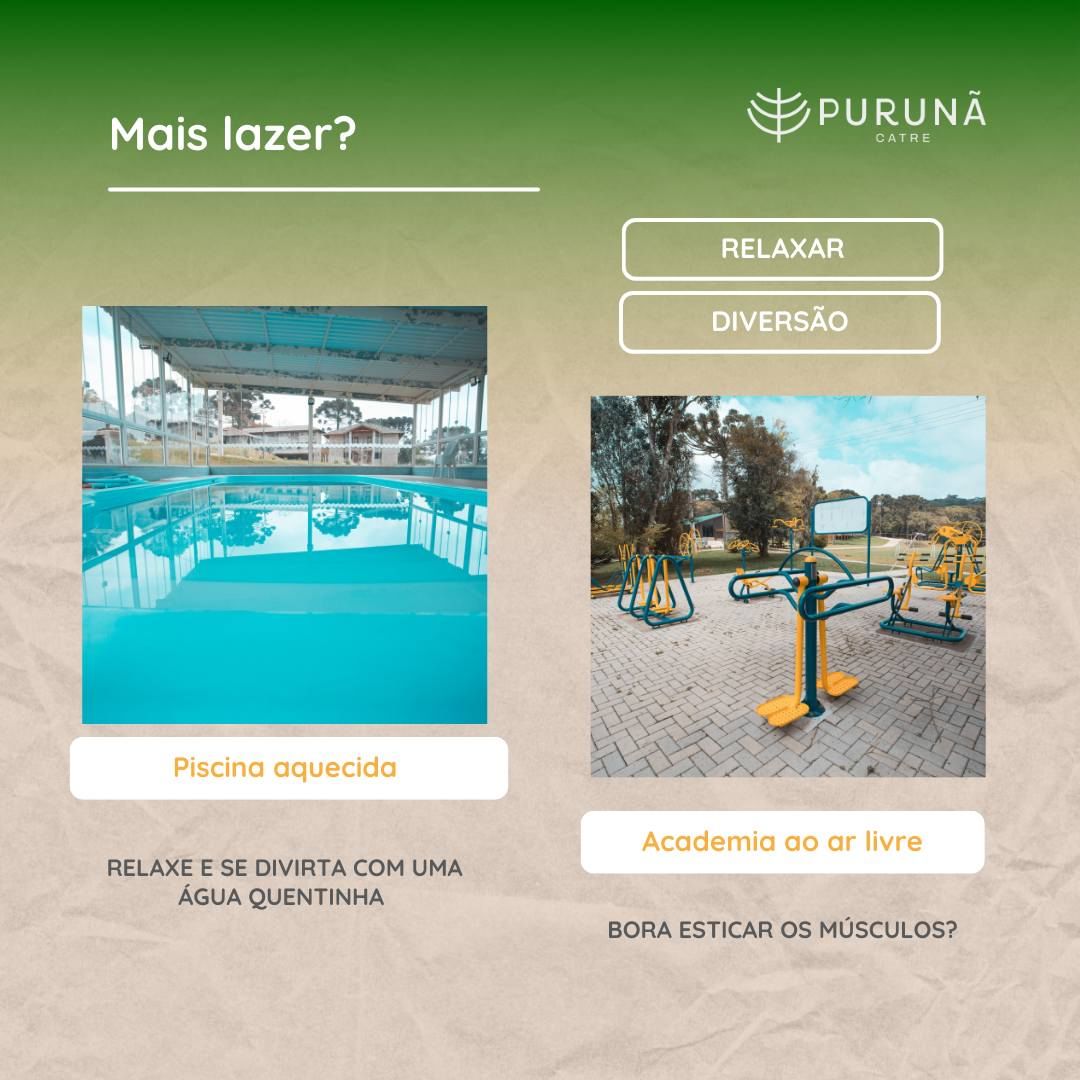 Mais lazer?
PURUNÃ
CATRE
RELAXAR
DIVERSÃO
Piscina aquecida
RELAXE E SE DIVIRTA COM UMA
ÁGUA QUENTINHA
Academia ao ar livre
BORA ESTICAR OS MÚSCULOS?